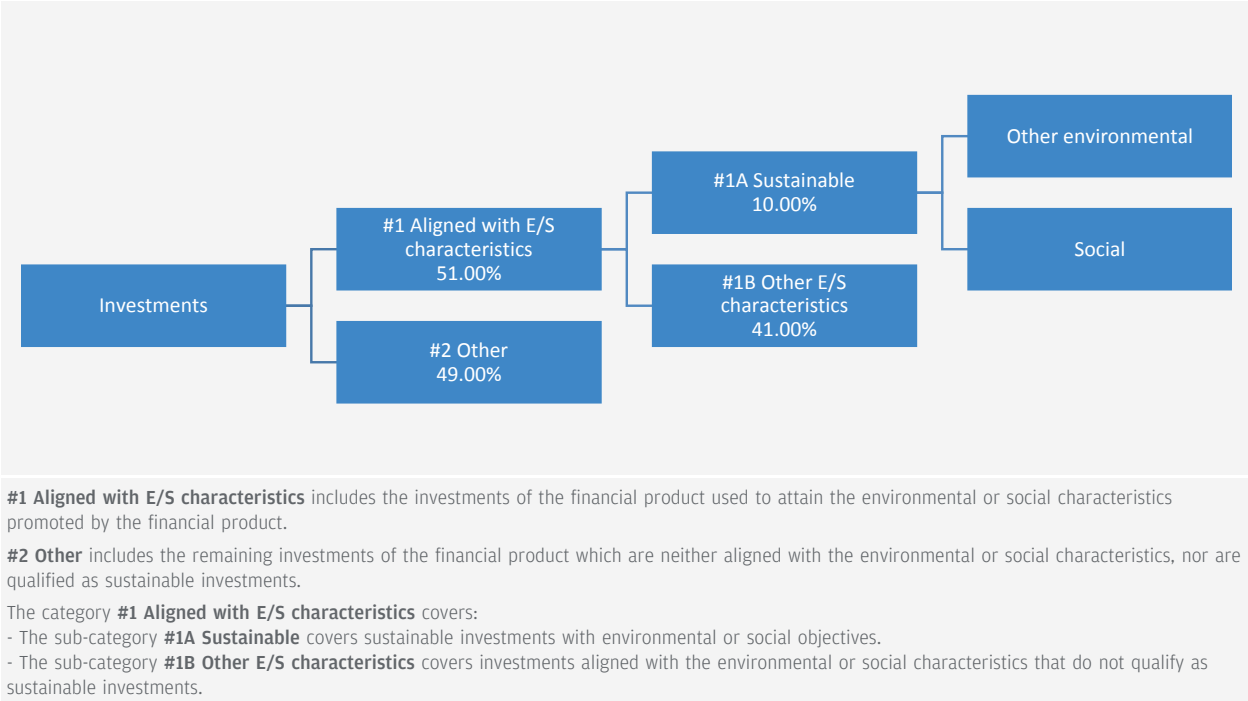 Investments
#1 Aligned with E/S
characteristics
51.00%
#2 Other
49.00%
#1A Sustainable
10.00%
#1B Other E/S
characteristics
41.00%
Other environmental
Social
#1 Aligned with E/S characteristics includes the investments of the financial product used to attain the environmental or social characteristics
promoted by the financial product.
#2 Other includes the remaining investments of the financial product which are neither aligned with the environmental or social characteristics, nor are
qualified as sustainable investments.
The category #1 Aligned with E/S characteristics covers:
- The sub-category #1A Sustainable covers sustainable investments with environmental or social objectives.
- The sub-category #1B Other E/S characteristics covers investments aligned with the environmental or social characteristics that do not qualify as
sustainable investments.